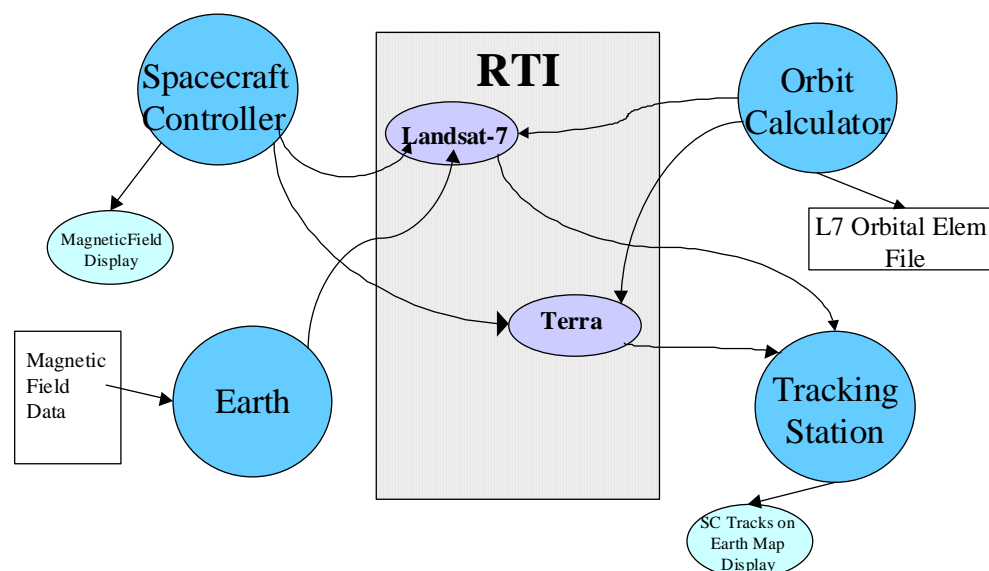 Spacecraft
Controller
RTI
Orbit
Calculator
Landsat-7
MagneticField
Display
L7 Orbital Elem
File
Terra
Magnetic
Field
Data
Earth
Tracking
Station
SC Tracks on
Earth Map
Display